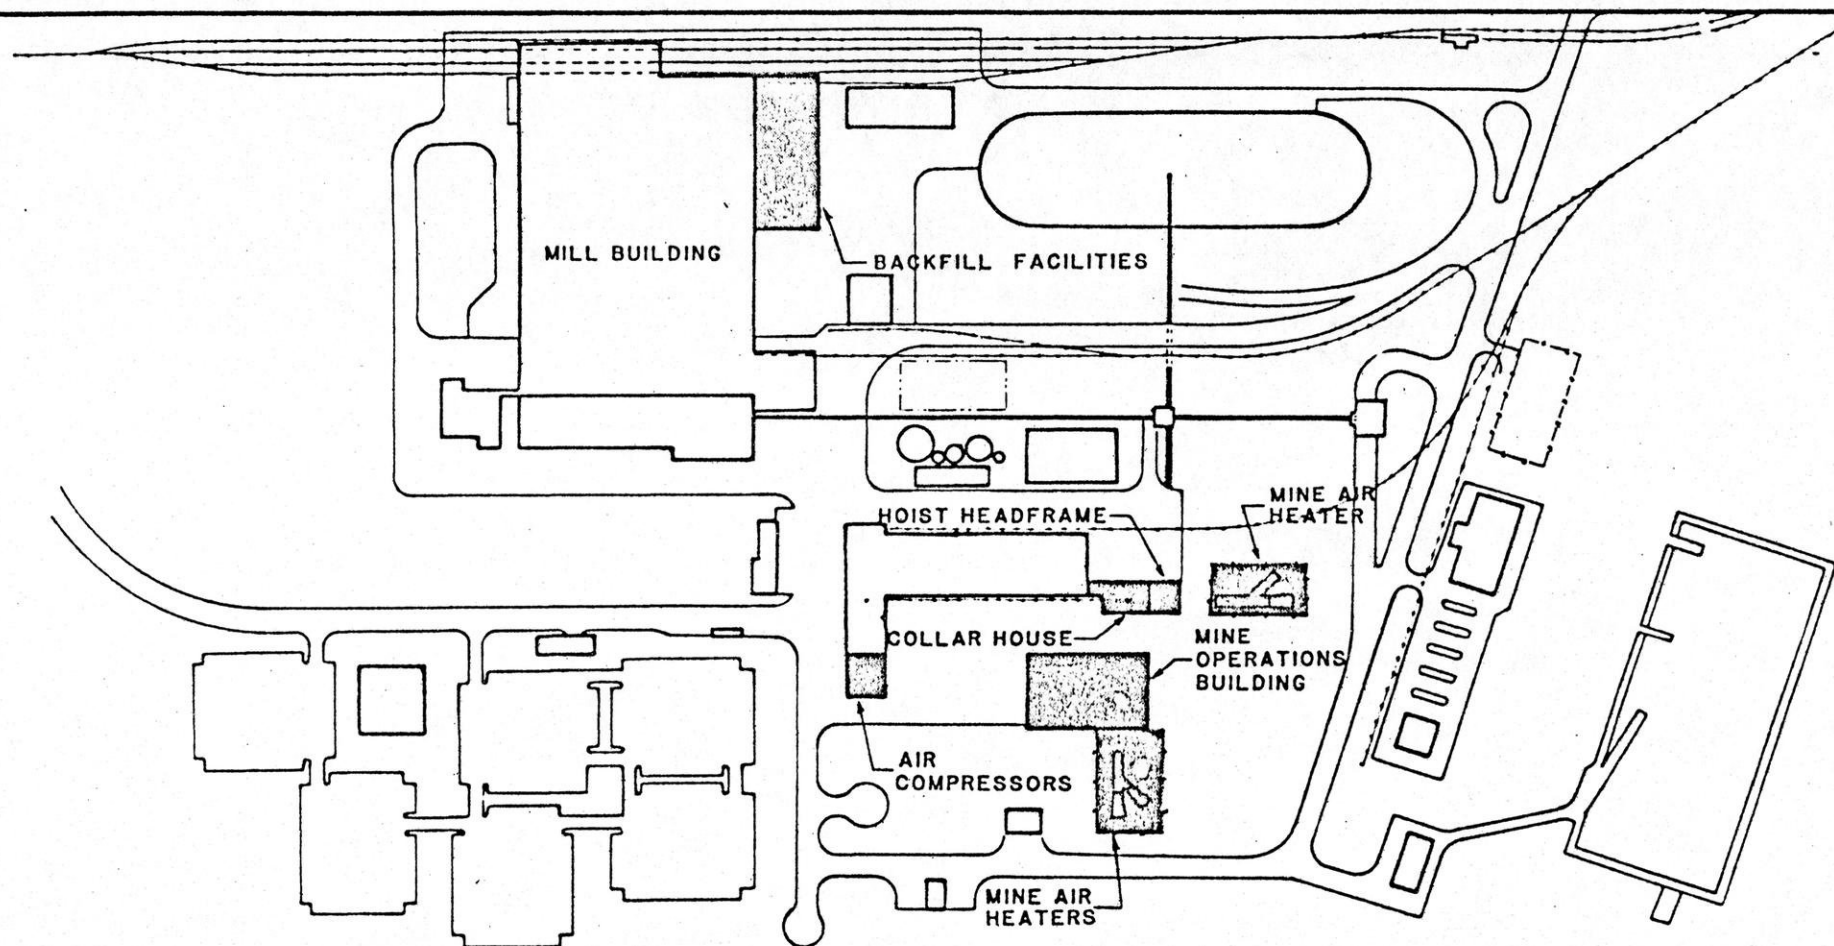 MILL BUILDING
BACKFILL FACILITIES
MINE AIR
HEATER
HOIST HEADFRAME
COLLAR HOUSE
MINE
OPERATIONS
BUILDING
AIR
COMPRESSORS
MINE AIR
HEATERS